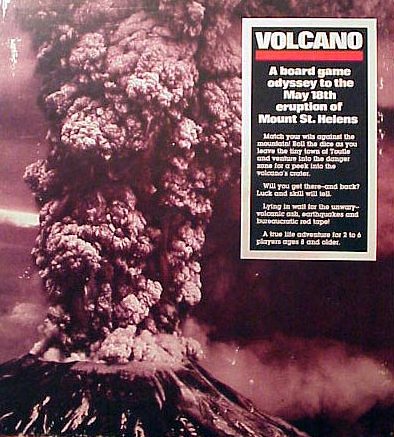 VOLCANO
A board game
odyssey to the
May 18th
eruption of
Mount St. Helens
Match your wits against the
mountain! Roll the dice as you
leave the tiny town of Toutle
and venture into the danger
zone for a peek into the
volcano's crater.
Will you get there—and back?
Luck and skill will tell.
Lying in wait for the unwary—
volcanic ash, earthquakes and
bureaucratic red tape!
A true life adventure for 2 to 6
players ages 8 and older.